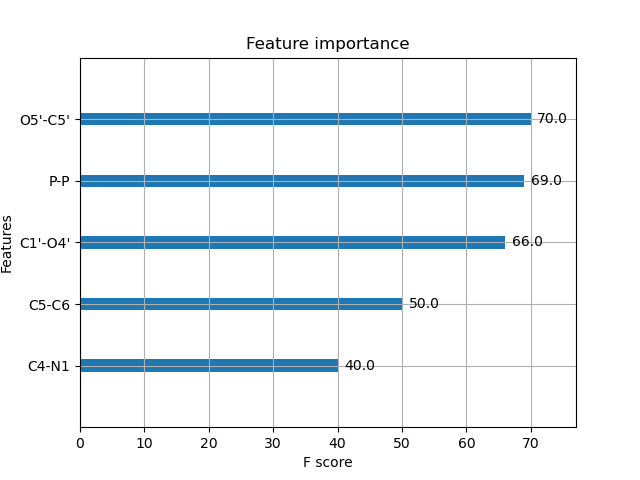 Feature importance
Features
O5'-C5' 70.0
P-P 69.0
C1'-O4' 66.0
C5-C6 50.0
C4-N1 40.0
0 10 20 30 40 50 60 70
F score